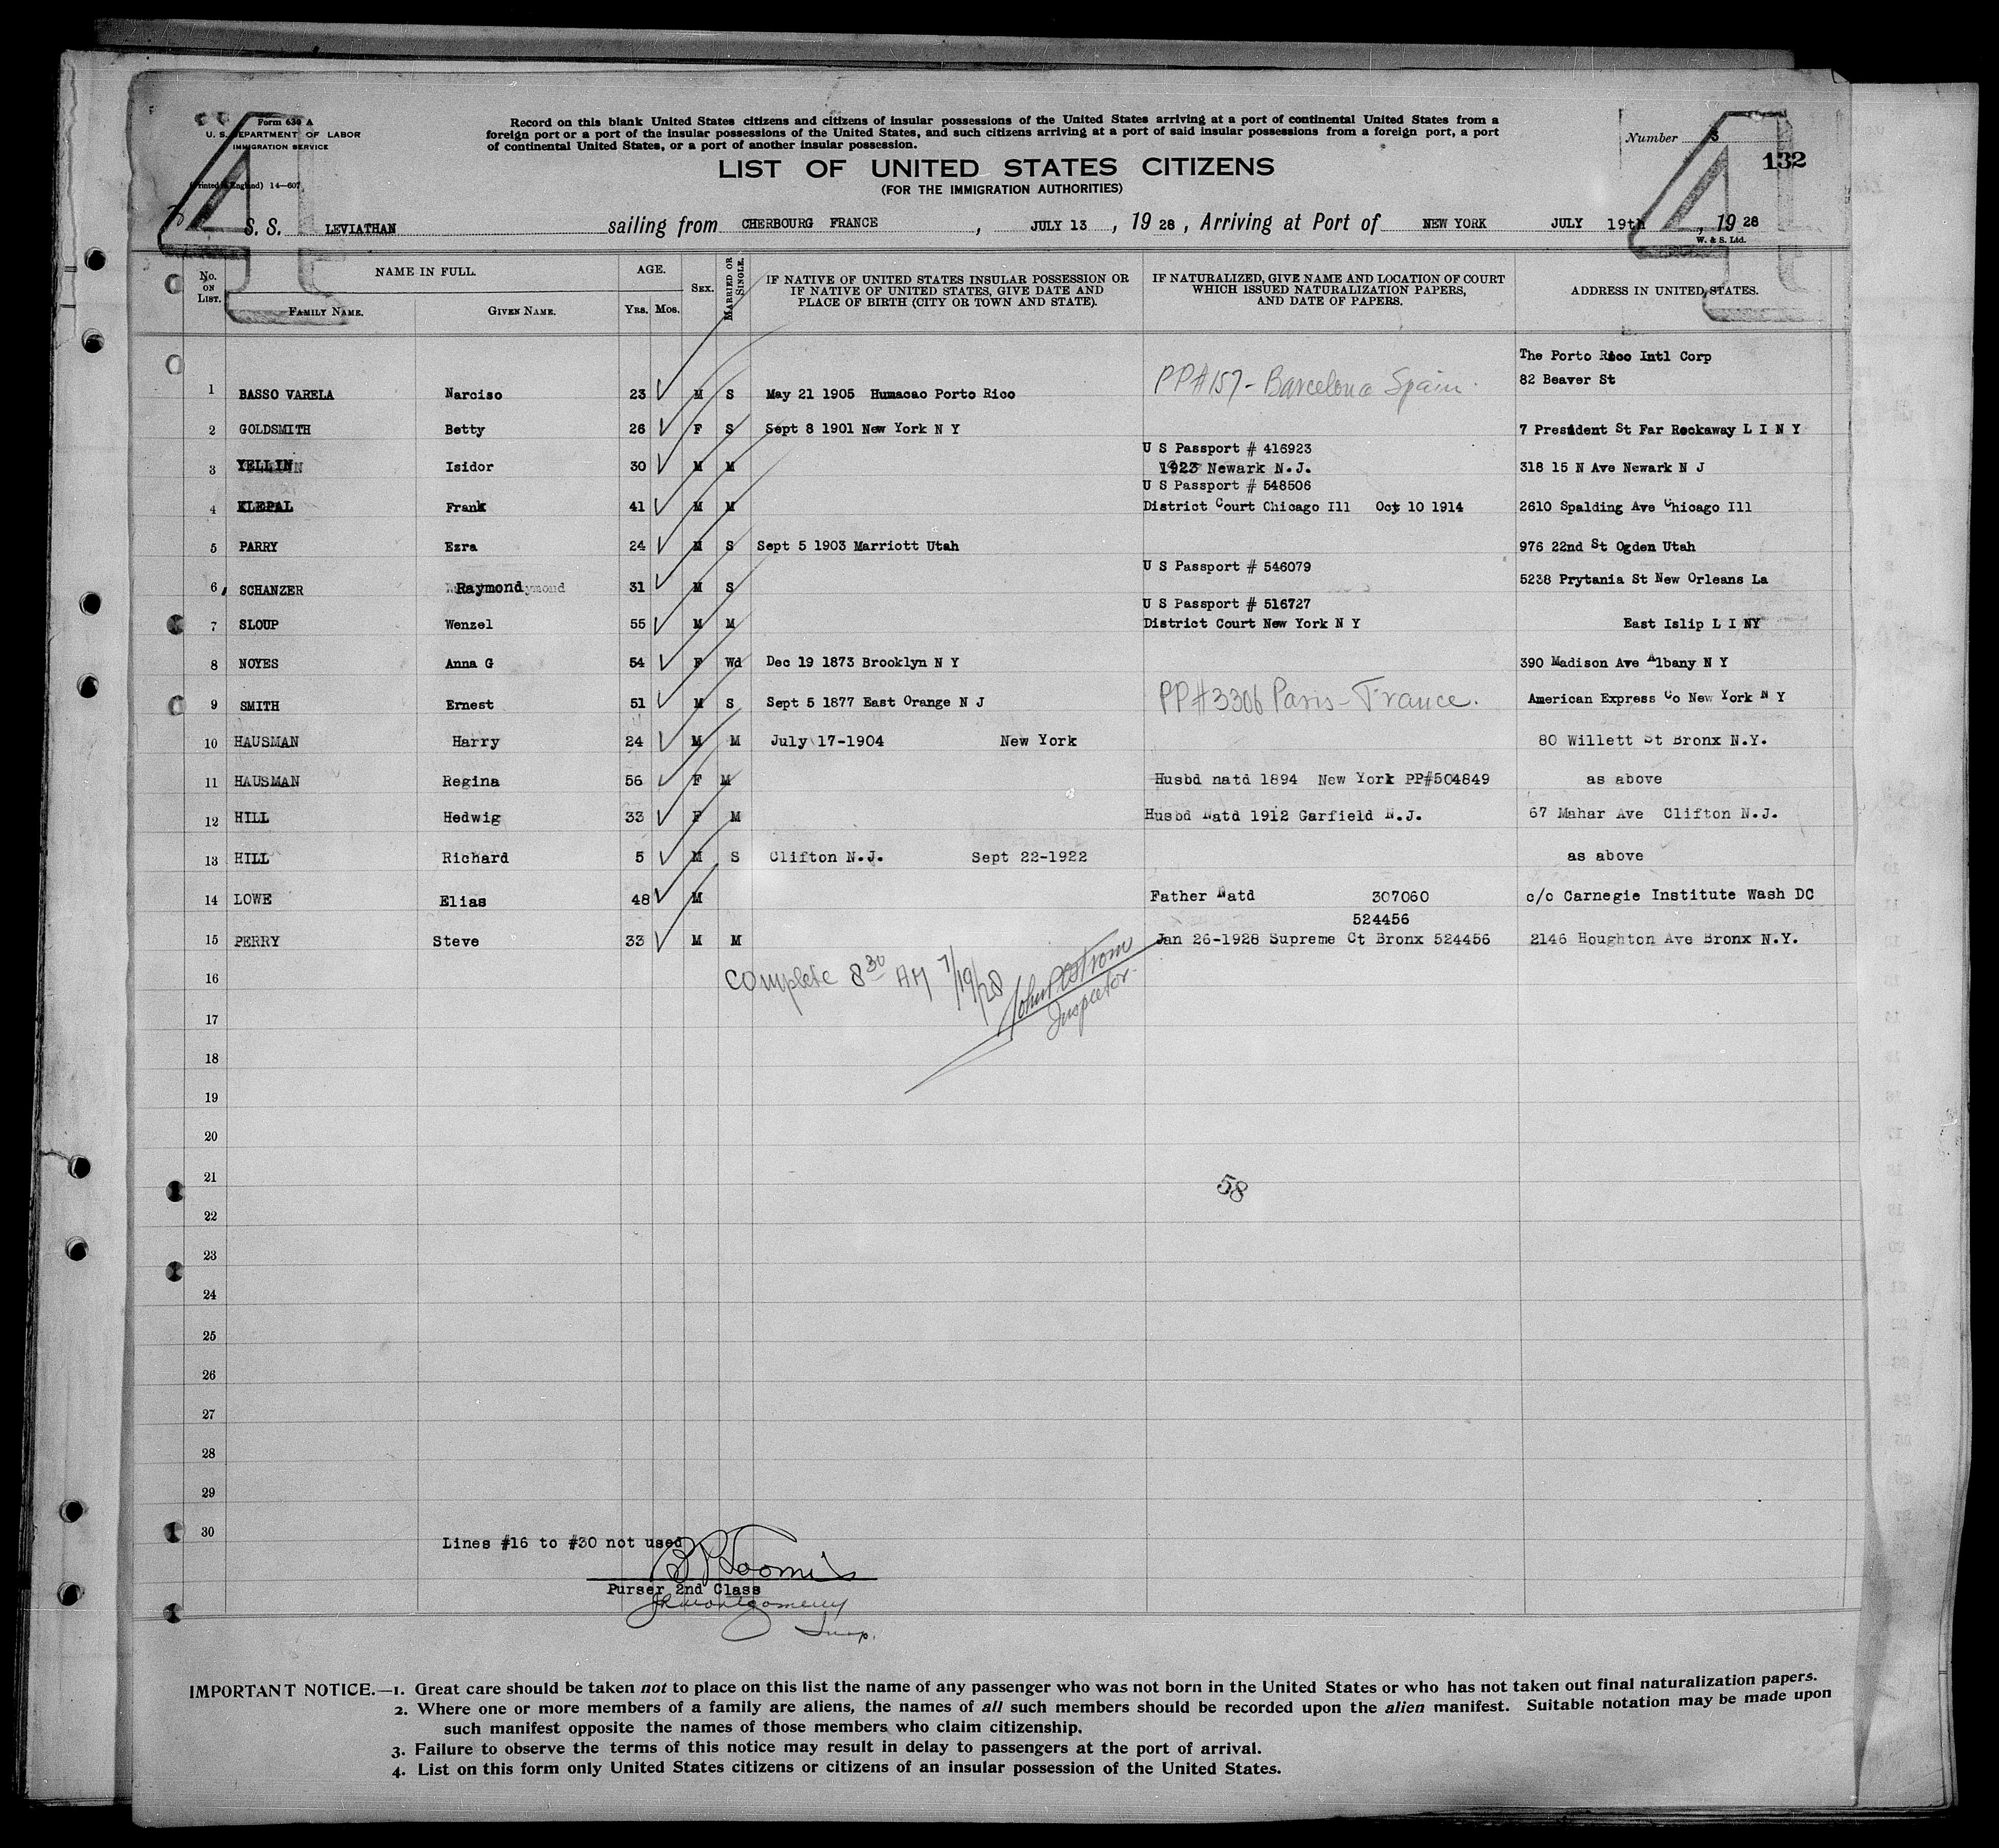 Form 630 A
U. S. DEPARTMENT OF LABOR
IMMIGRATION SERVICE
(Printed in England) 14—607
Record on this blank United States citizens and citizens of insular possessions of the United States arriving at a port of continental United States from a
foreign port or a port of the insular possessions of the United States, and such citizens arriving at a port of said insular possessions from a foreign port, a port
of continental United States, or a port of another insular possession.
Number
132
4
4
LIST OF UNITED STATES CITIZENS
(FOR THE IMMIGRATION AUTHORITIES)
S. S. LEVIATHAN sailing from CHERBOURG FRANCE, JULY 13, 1928, Arriving at Port of NEW YORK JULY 19th, 1928
W. & S. Ltd.
No. ON LIST. NAME IN FULL. FAMILY NAME. GIVEN NAME. AGE. YRS. MOS. SEX. MARRIED OR SINGLE. IF NATIVE OF UNITED STATES INSULAR POSSESSION OR IF NATIVE OF UNITED STATES, GIVE DATE AND PLACE OF BIRTH (CITY OR TOWN AND STATE). IF NATURALIZED, GIVE NAME AND LOCATION OF COURT WHICH ISSUED NATURALIZATION PAPERS, AND DATE OF PAPERS. ADDRESS IN UNITED STATES.
The Porto Rico Intl Corp
82 Beaver St
1 BASSO VARELA Narciso 23 M S May 21 1905 Humacao Porto Rico PP#157 - Barcelona Spain.
2 GOLDSMITH Betty 26 F S Sept 8 1901 New York N Y 7 President St Far Rockaway L I N Y
U S Passport # 416923
3 YELLIN Isidor 30 M M 1923 Newark N.J. 318 15 N Ave Newark N J
U S Passport # 548506
4 KLEPAL Frank 41 M M District Court Chicago Ill Oct 10 1914 2610 Spalding Ave Chicago Ill
5 PARRY Ezra 24 M S Sept 5 1903 Marriott Utah 976 22nd St Ogden Utah
U S Passport # 546079
6 SCHANZER Raymond 31 M S 5238 Prytania St New Orleans La
U S Passport # 516727
7 SLOUP Wenzel 55 M M District Court New York N Y East Islip L I NY
8 NOYES Anna G 54 F Wd Dec 19 1873 Brooklyn N Y 390 Madison Ave Albany N Y
9 SMITH Ernest 51 M S Sept 5 1877 East Orange N J PP#3306 Paris - France. American Express Co New York N Y
10 HAUSMAN Harry 24 M M July 17-1904 New York 80 Willett St Bronx N.Y.
11 HAUSMAN Regina 56 F M Husbd natd 1894 New York PP#504849 as above
12 HILL Hedwig 33 F M Husbd Natd 1912 Garfield N.J. 67 Mahar Ave Clifton N.J.
13 HILL Richard 5 M S Clifton N.J. Sept 22-1922 as above
14 LOWE Elias 48 M Father Natd 307060 c/o Carnegie Institute Wash DC
524456
15 PERRY Steve 33 M M Jan 26-1928 Supreme Ct Bronx 524456 2146 Houghton Ave Bronx N.Y.
16 Complete 8 30 AM 7/19/28
Inspector
17
18
19
20
21
58
22
23
24
25
26
27
28
29
30
Lines #16 to #30 not used
Purser 2nd Class
JR Montgomery
Insp.
IMPORTANT NOTICE.—1. Great care should be taken not to place on this list the name of any passenger who was not born in the United States or who has not taken out final naturalization papers.
2. Where one or more members of a family are aliens, the names of all such members should be recorded upon the alien manifest. Suitable notation may be made upon
such manifest opposite the names of those members who claim citizenship.
3. Failure to observe the terms of this notice may result in delay to passengers at the port of arrival.
4. List on this form only United States citizens or citizens of an insular possession of the United States.